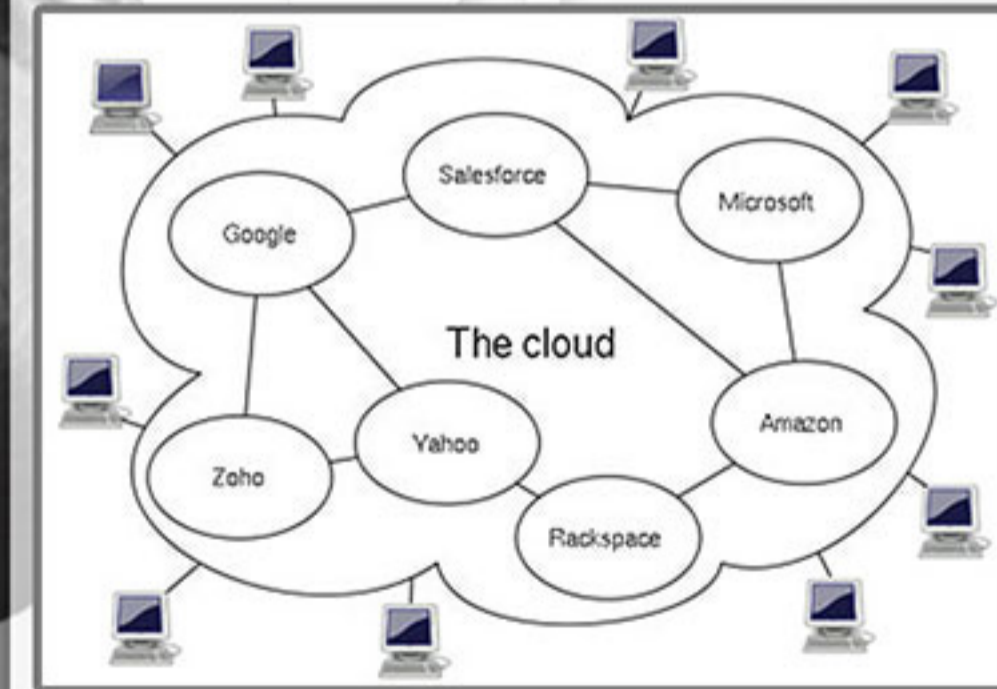 Salesforce
Microsoft
Google
The cloud
Amazon
Yahoo
Zoho
Rackspace